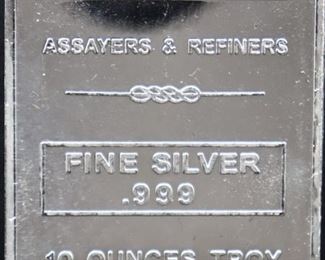 ASSAYERS & REFINERS
FINE SILVER
.999
10 OUNCES TROY